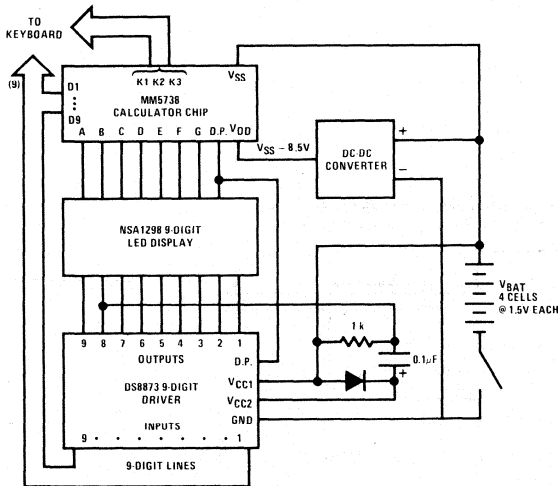 TO
KEYBOARD
(9)
D1
D9
K1 K2 K3
VSS
MM5738
CALCULATOR CHIP
A B C D E F G D.P. VDD
VSS – 8.5V
DC-DC
CONVERTER
+
–
NSA1298 9-DIGIT
LED DISPLAY
VBAT
4 CELLS
@ 1.5V EACH
9 8 7 6 5 4 3 2 1
OUTPUTS
D.P.
1 k
0.1µF
+
DS8873 9-DIGIT
DRIVER
VCC1
VCC2
GND
INPUTS
9 • • • • • • • 1
9-DIGIT LINES